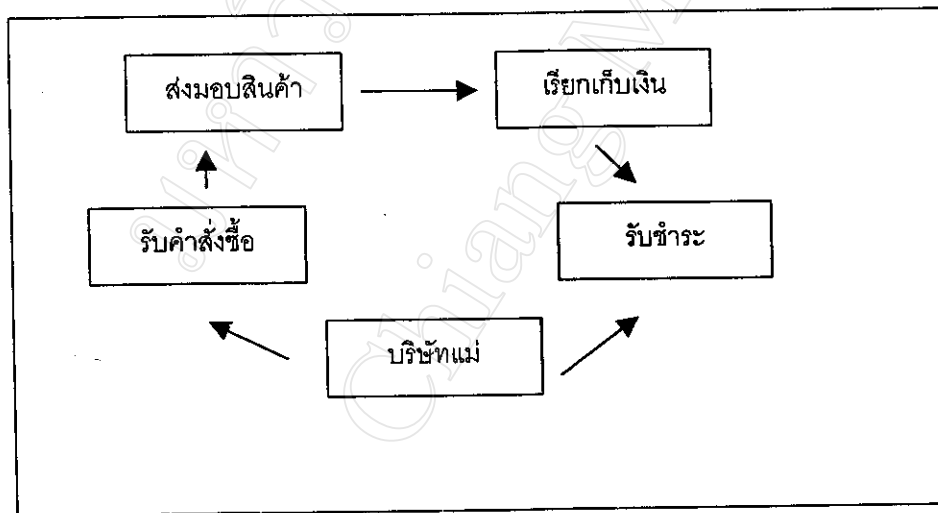 ส่งมอบสินค้า
เรียกเก็บเงิน
รับคำสั่งซื้อ
รับชำระ
บริษัทแม่
Chiang M